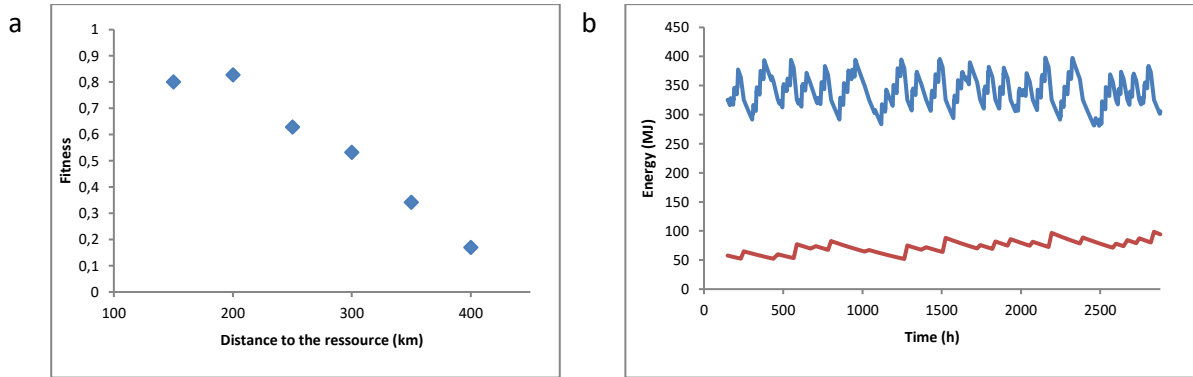 a
1
0,9
0,8
0,7
0,6
0,5
0,4
0,3
0,2
0,1
0
Fitness
100 200 300 400
Distance to the ressource (km)
b
450
400
350
300
250
200
150
100
50
0
Energy (MJ)
0 500 1000 1500 2000 2500
Time (h)